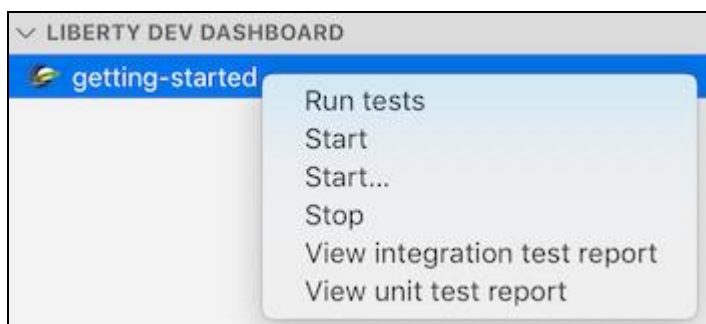 LIBERTY DEV DASHBOARD
getting-started
Run tests
Start
Start...
Stop
View integration test report
View unit test report